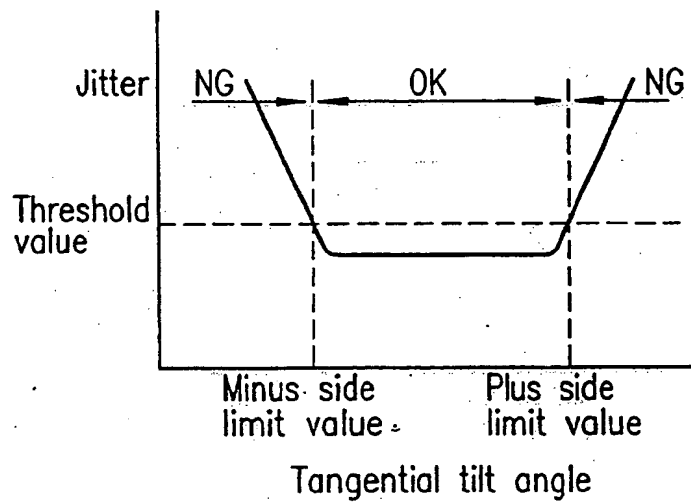 Jitter
NG
OK
NG
Threshold
value
Minus side
limit value
Plus side
limit value
Tangential tilt angle